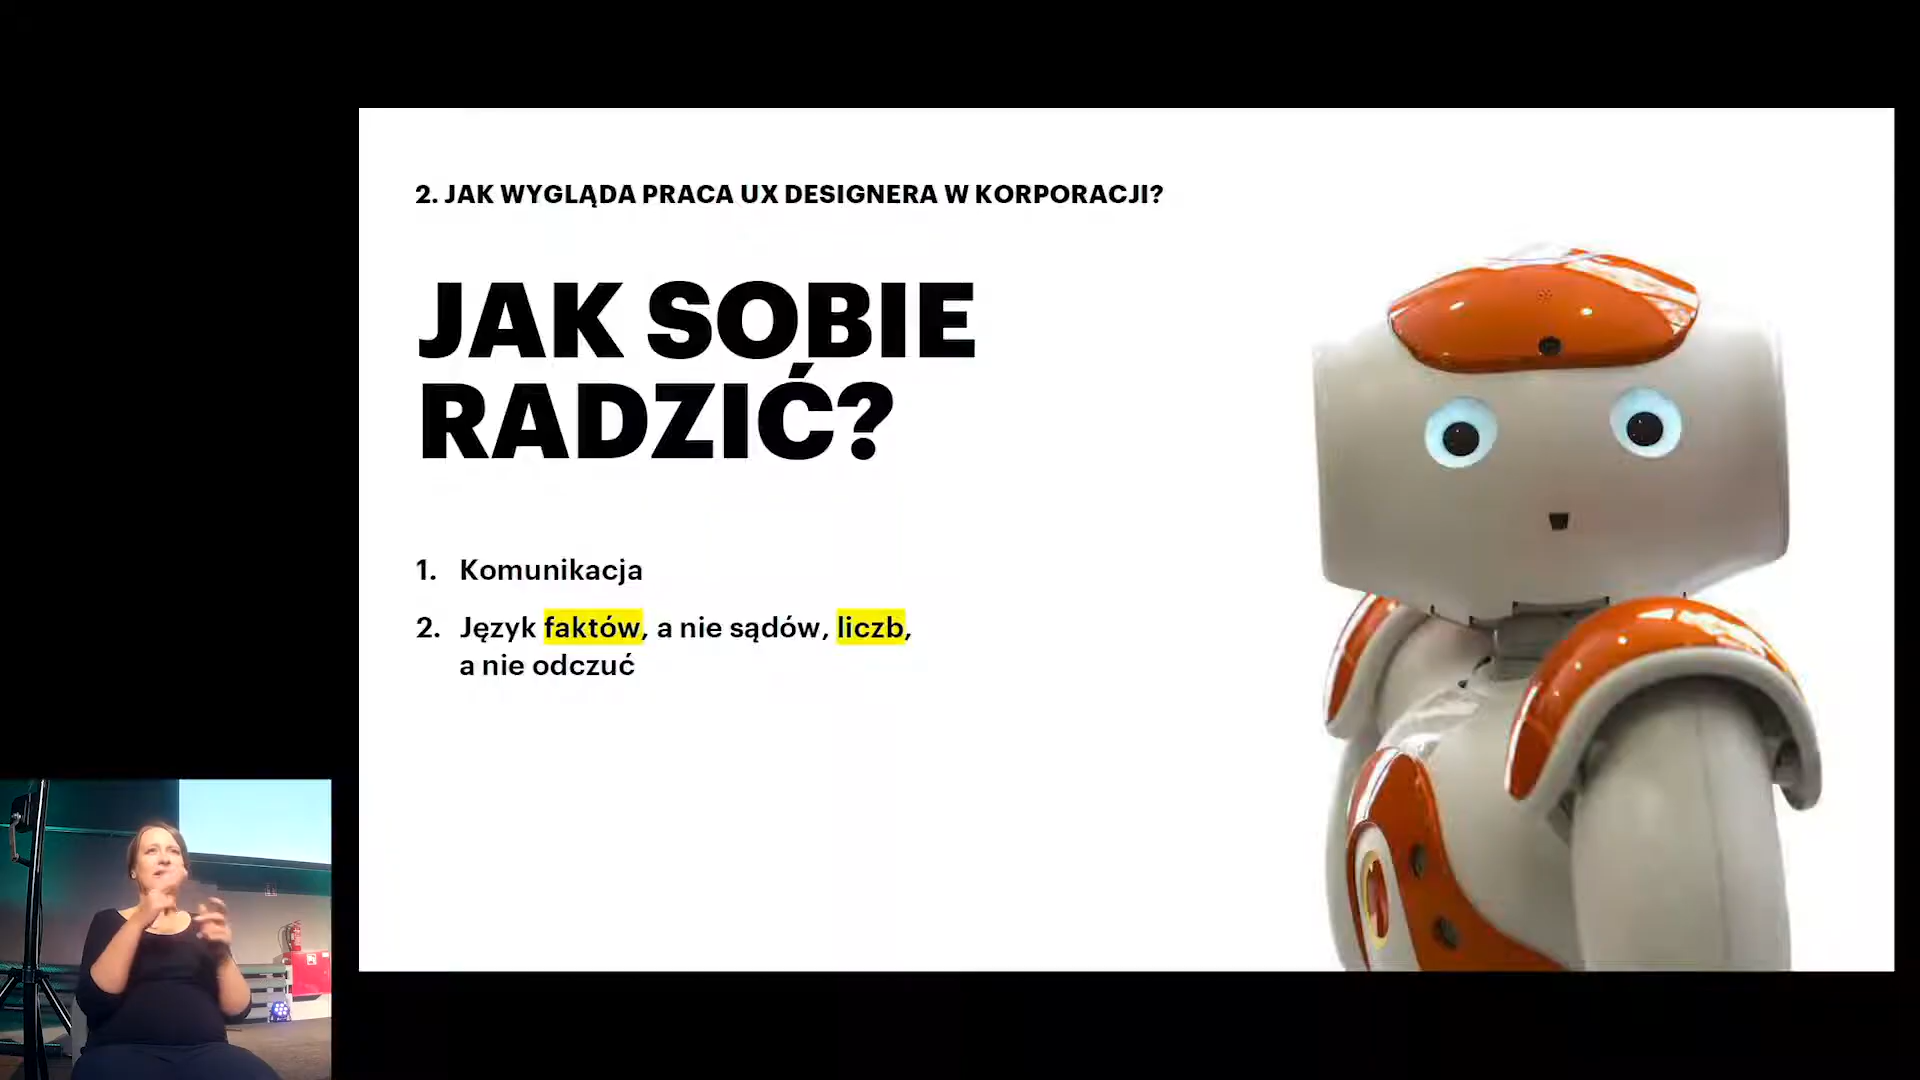 2. JAK WYGLĄDA PRACA UX DESIGNERA W KORPORACJI?
JAK SOBIE
RADZIĆ?
1. Komunikacja
2. Język faktów, a nie sądów, liczb,
a nie odczuć